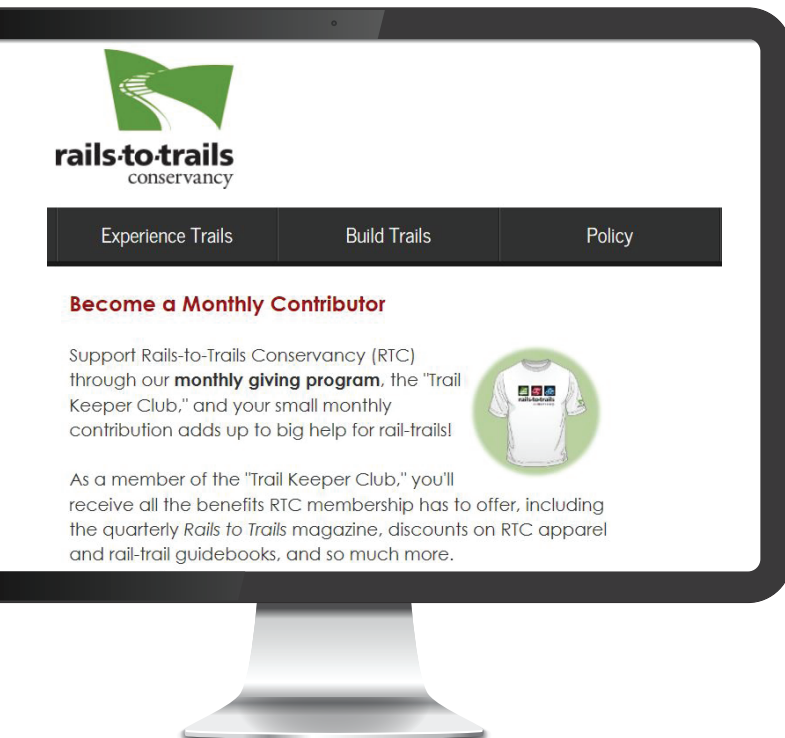 rails·to·trails
conservancy
Experience Trails
Build Trails
Policy
Become a Monthly Contributor
Support Rails-to-Trails Conservancy (RTC)
through our monthly giving program, the "Trail
Keeper Club," and your small monthly
contribution adds up to big help for rail-trails!
rails·to·trails
As a member of the "Trail Keeper Club," you'll
receive all the benefits RTC membership has to offer, including
the quarterly Rails to Trails magazine, discounts on RTC apparel
and rail-trail guidebooks, and so much more.